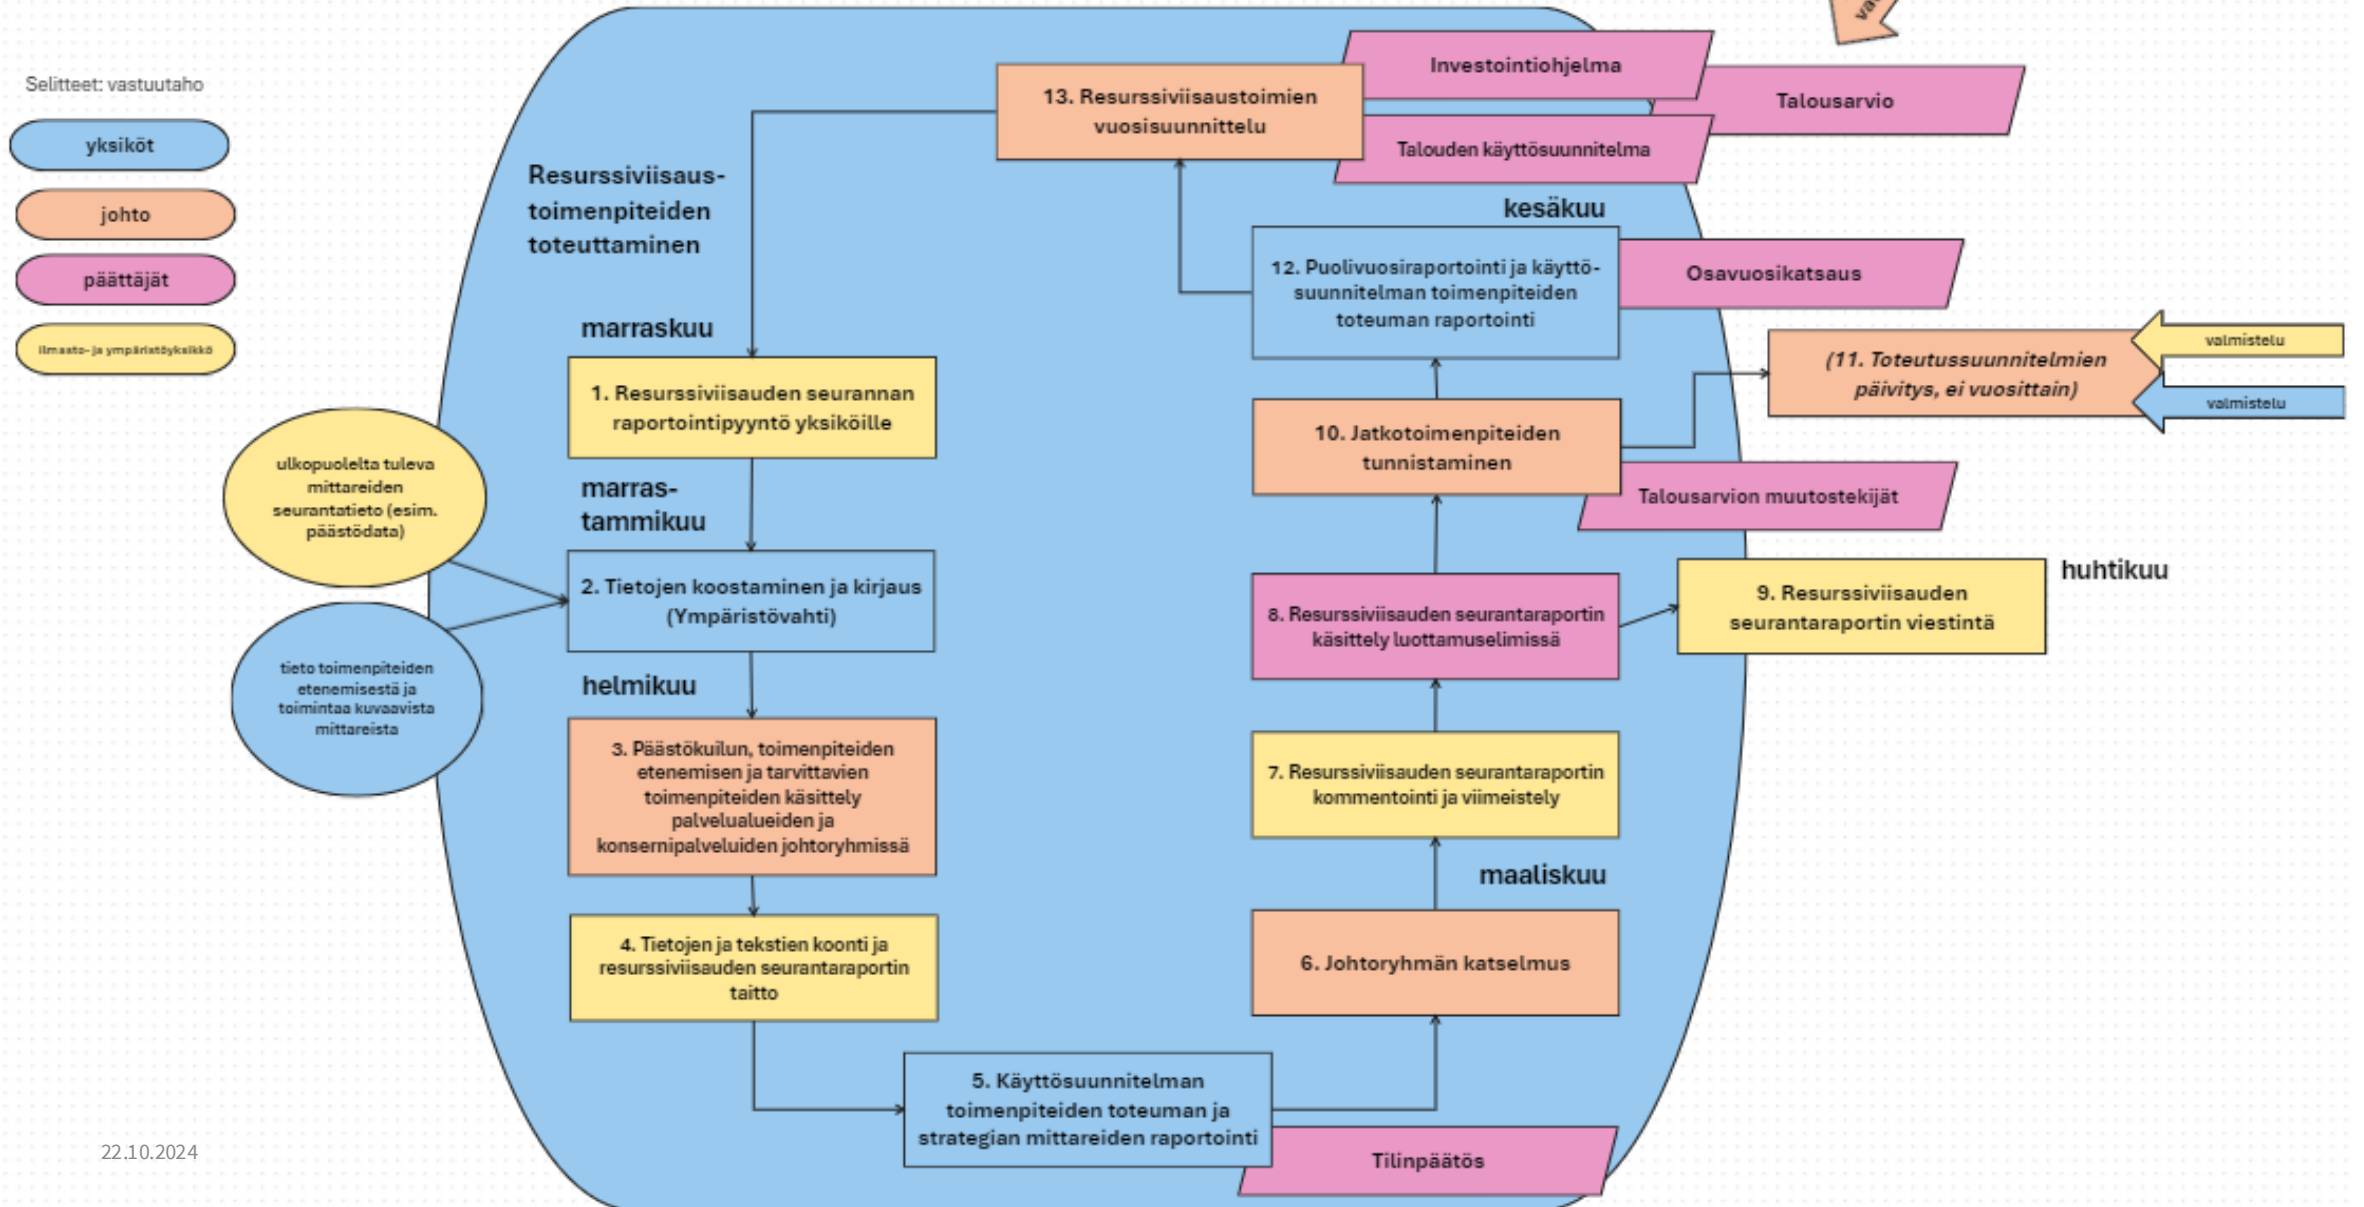 Selitteet: vastuutaho
yksiköt
johto
päättäjät
ilmasto- ja ympäristöyksikkö
Resurssiviisaus-
toimenpiteiden
toteuttaminen
13. Resurssiviisaustoimien
vuosisuunnittelu
Investointiohjelma
Talousarvio
Talouden käyttösuunnitelma
kesäkuu
12. Puolivuosiraportointi ja käyttö-
suunnitelman toimenpiteiden
toteuman raportointi
Osavuosikatsaus
marraskuu
1. Resurssiviisauden seurannan
raportointipyyntö yksiköille
(11. Toteutussuunnitelmien
päivitys, ei vuosittain)
valmistelu
valmistelu
10. Jatkotoimenpiteiden
tunnistaminen
Talousarvion muutostekijät
ulkopuolelta tuleva
mittareiden
seurantatieto (esim.
päästödata)
marras-
tammikuu
2. Tietojen koostaminen ja kirjaus
(Ympäristövahti)
tieto toimenpiteiden
etenemisestä ja
toimintaa kuvaavista
mittareista
8. Resurssiviisauden seurantaraportin
käsittely luottamuselimissä
9. Resurssiviisauden
seurantaraportin viestintä
huhtikuu
helmikuu
3. Päästökuilun, toimenpiteiden
etenemisen ja tarvittavien
toimenpiteiden käsittely
palvelualueiden ja
konsernipalveluiden johtoryhmissä
7. Resurssiviisauden seurantaraportin
kommentointi ja viimeistely
maaliskuu
4. Tietojen ja tekstien koonti ja
resurssiviisauden seurantaraportin
taitto
6. Johtoryhmän katselmus
5. Käyttösuunnitelman
toimenpiteiden toteuman ja
strategian mittareiden raportointi
Tilinpäätös
22.10.2024